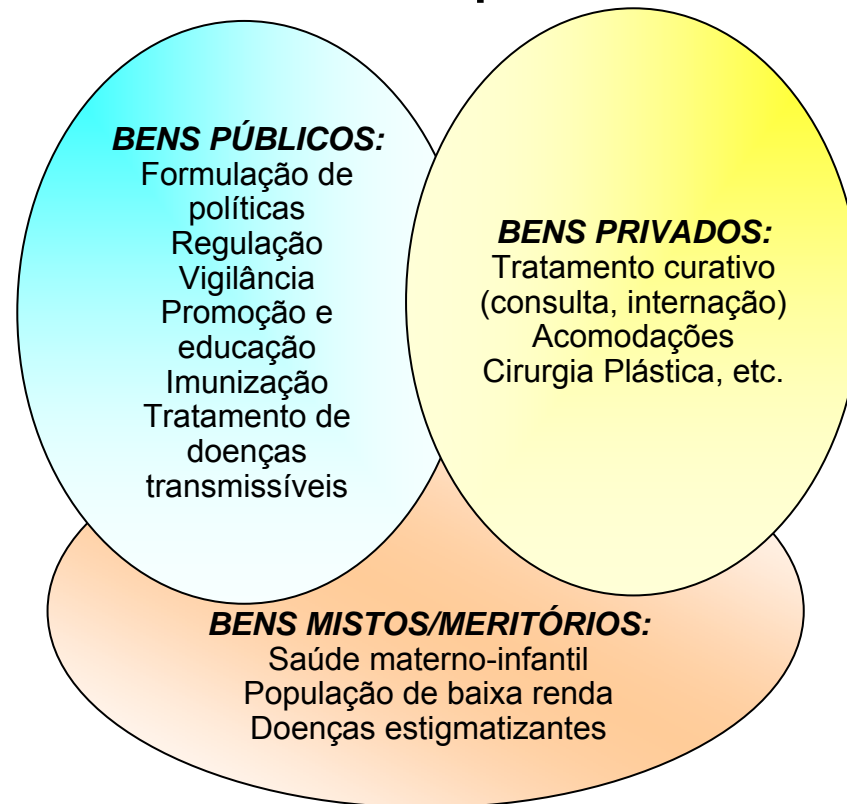 BENS PÚBLICOS:
Formulação de
políticas
Regulação
Vigilância
Promoção e
educação
Imunização
Tratamento de
doenças
transmissíveis
BENS PRIVADOS:
Tratamento curativo
(consulta, internação)
Acomodações
Cirurgia Plástica, etc.
BENS MISTOS/MERITÓRIOS:
Saúde materno-infantil
População de baixa renda
Doenças estigmatizantes